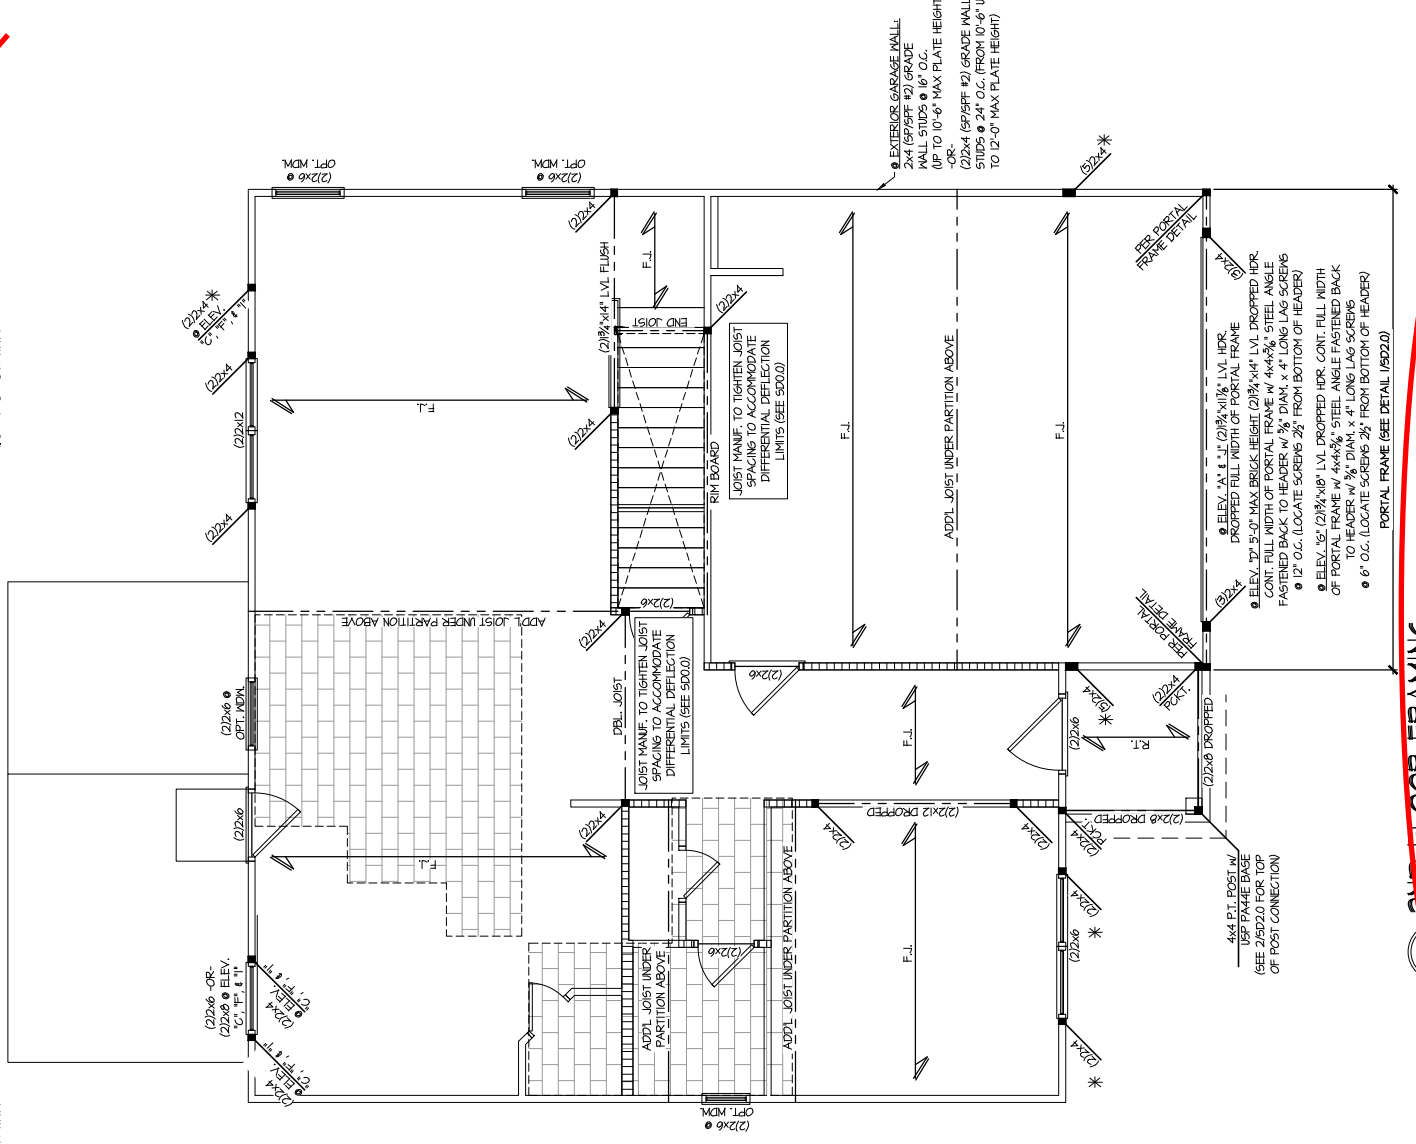 @ EXTERIOR GARAGE WALL:
2x4 (SP/SPF #2) GRADE
WALL STUDS @ 16" O.C.
(UP TO 10'-6" MAX PLATE HEIGHT
-OR-
(2)2x4 (SP/SPF #2) GRADE WALL
STUDS @ 24" O.C. (FROM 10'-6" U
TO 12'-0" MAX PLATE HEIGHT)
(2)2x6 @
OPT. WDW.
(2)2x6 @
OPT. WDW.
(5)2x4 *
(2)2x4 *
@ ELEV.
"C", "F", & "I"
(2)2x4
(2)2x12
(2)2x4
(2)2x4
(2)1¾"x14" LVL FLUSH
F.J.
END JOIST
(2)2x4
(2)2x4
F.J.
JOIST MANUF. TO TIGHTEN JOIST
SPACING TO ACCOMMODATE
DIFFERENTIAL DEFLECTION
LIMITS (SEE SD0.0)
RIM BOARD
F.J.
ADD'L JOIST UNDER PARTITION ABOVE
F.J.
PER PORTAL
FRAME DETAIL
(3)2x4
@ ELEV. "A" & "J" (2)1¾"x11⅞" LVL HDR.
DROPPED FULL WIDTH OF PORTAL FRAME
@ ELEV. "D" 5'-0" MAX BRICK HEIGHT (2)1¾"x14" LVL DROPPED HDR.
CONT. FULL WIDTH OF PORTAL FRAME W/ 4x4x5/16" STEEL ANGLE
FASTENED BACK TO HEADER W/ ⅜" DIAM. x 4" LONG LAG SCREWS
@ 12" O.C. (LOCATE SCREWS 2½" FROM BOTTOM OF HEADER)
@ ELEV. "G" (2)1¾"x18" LVL DROPPED HDR. CONT. FULL WIDTH
OF PORTAL FRAME W/ 4x4x5/16" STEEL ANGLE FASTENED BACK
TO HEADER W/ ⅜" DIAM. x 4" LONG LAG SCREWS
@ 6" O.C. (LOCATE SCREWS 2½" FROM BOTTOM OF HEADER)
PORTAL FRAME (SEE DETAIL 1/SD2.0)
(3)2x4
PER PORTAL
FRAME DETAIL
ADD'L JOIST UNDER PARTITION ABOVE
(2)2x6
(2)2x4
DBL. JOIST
JOIST MANUF. TO TIGHTEN JOIST
SPACING TO ACCOMMODATE
DIFFERENTIAL DEFLECTION
LIMITS (SEE SD0.0)
(2)2x6
(2)2x6 @
OPT. WDW.
(2)2x6
F.J.
(2)2x4
F.J.
(5)2x4
*
(2)2x4
PCKT.
(2)2x6
R.T.
(2)2x8 DROPPED
(2)2x8 DROPPED
(2)2x4
PCKT.
(2)2x4
(2)2x12 DROPPED
(2)2x4
4x4 P.T. POST W/
USP PA44E BASE
(SEE 2/SD2.0 FOR TOP
OF POST CONNECTION)
(2)2x6 -OR-
(2)2x8 @ ELEV.
"C", "F", & "I"
(2)2x4
@ ELEV.
"C", "F", & "I"
(2)2x4
@ ELEV.
"C", "F", & "I"
ADD'L JOIST UNDER
PARTITION ABOVE
(2)2x6
ADD'L JOIST UNDER PARTITION ABOVE
F.J.
(2)2x4
*
(2)2x6
(2)2x4
*
(2)2x6 @
OPT. WDW.